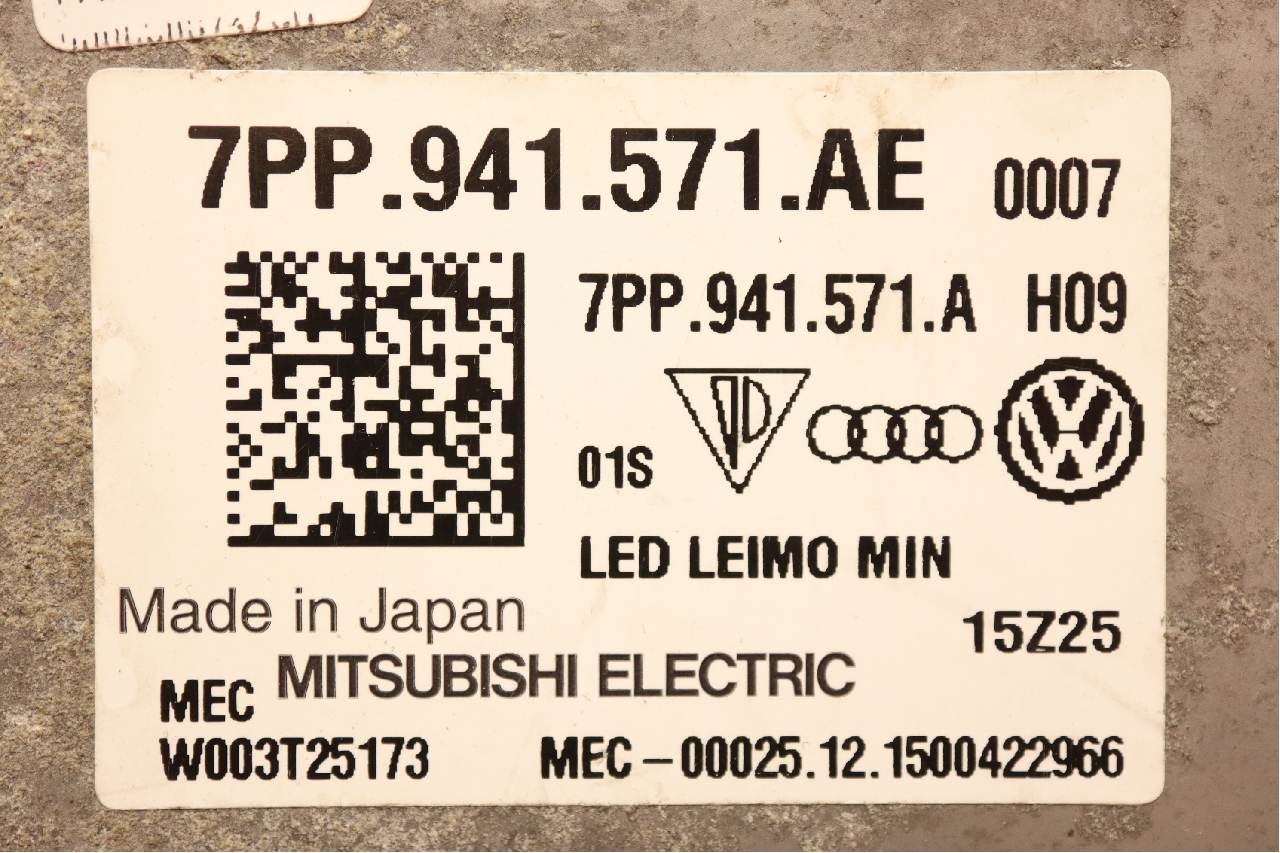 7PP.941.571.AE 0007
7PP.941.571.A H09
01S
LED LEIMO MIN
Made in Japan
15Z25
MEC MITSUBISHI ELECTRIC
W003T25173 MEC-00025.12.1500422966